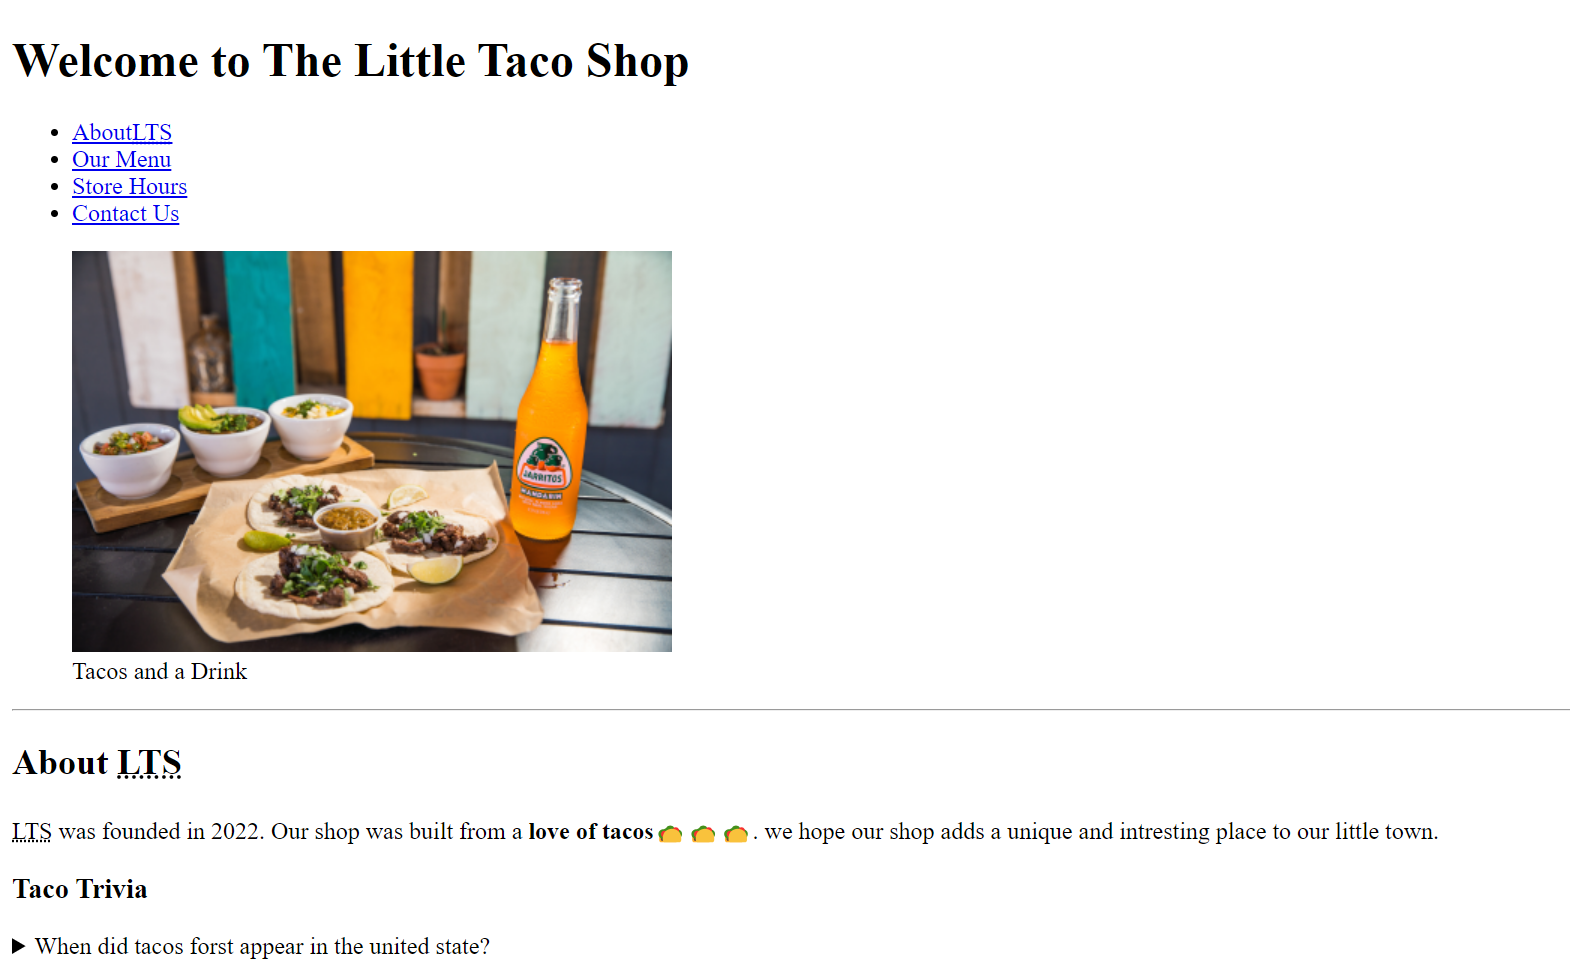 Welcome to The Little Taco Shop
AboutLTS
Our Menu
Store Hours
Contact Us
JARRITOS
MANDARIN
Tacos and a Drink
About LTS
LTS was founded in 2022. Our shop was built from a love of tacos 🌮 🌮 🌮 . we hope our shop adds a unique and intresting place to our little town.
Taco Trivia
When did tacos forst appear in the united state?